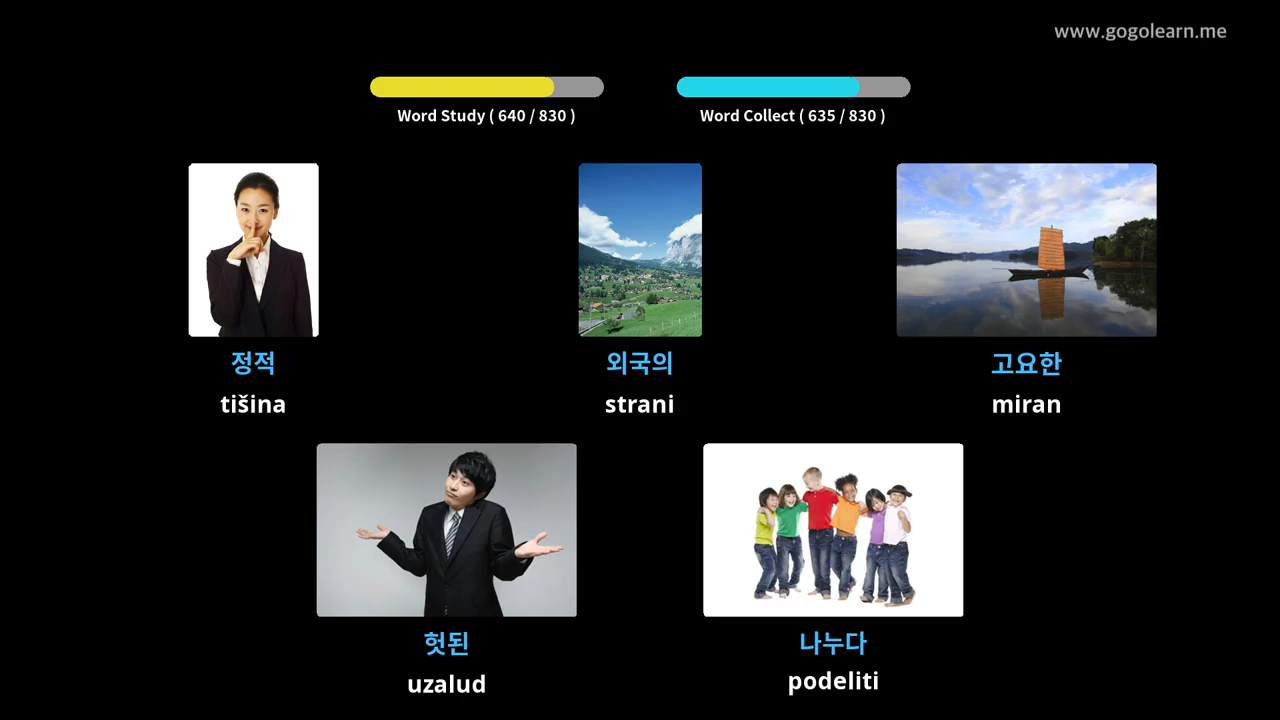 www.gogolearn.me
Word Study ( 640 / 830 )
Word Collect ( 635 / 830 )
정적
tišina
외국의
strani
고요한
miran
헛된
uzalud
나누다
podeliti